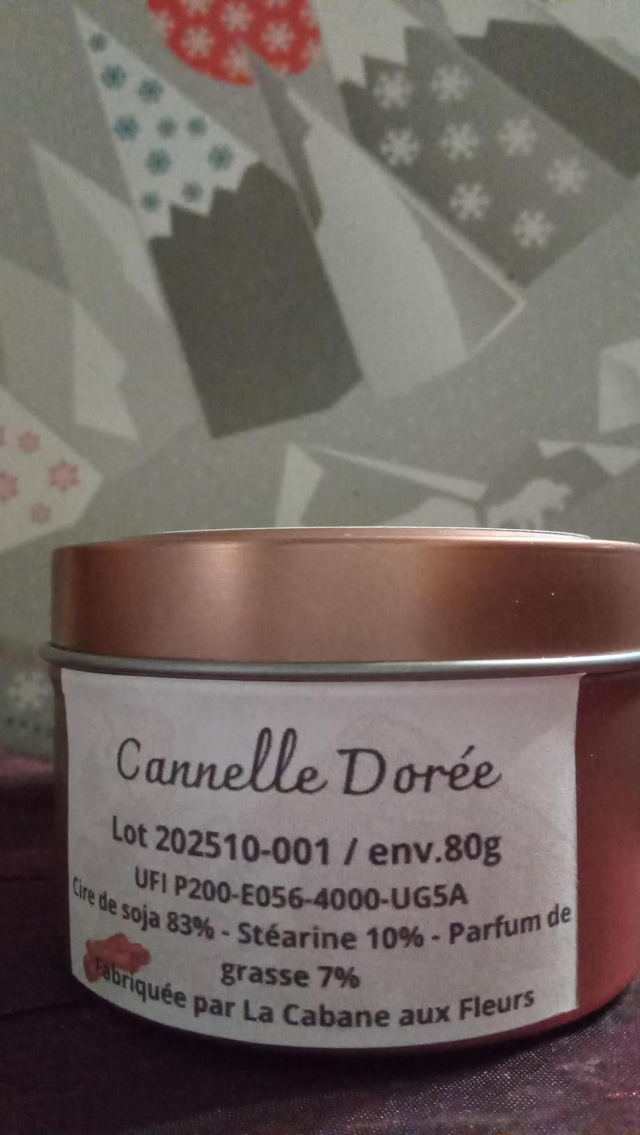 Cannelle Dorée
Lot 202510-001 / env.80g
UFI P200-E056-4000-UG5A
Cire de soja 83% - Stéarine 10% - Parfum de
grasse 7%
Fabriquée par La Cabane aux Fleurs